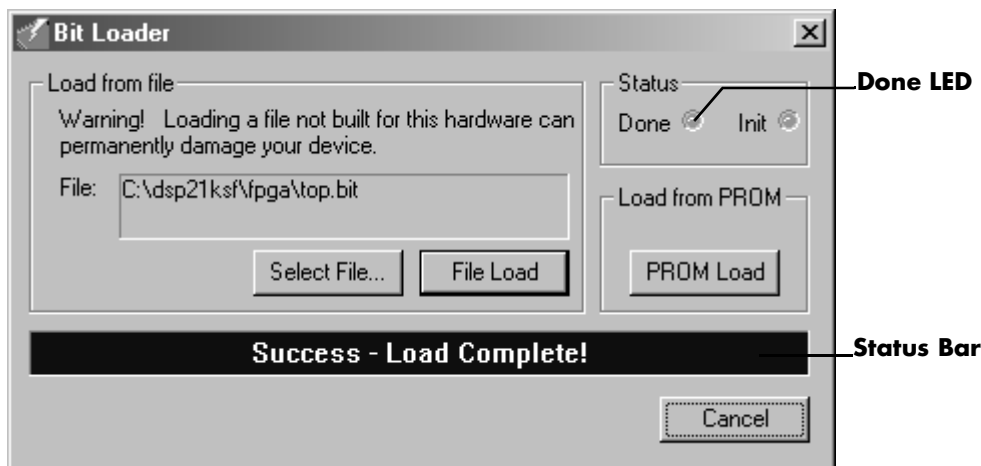 Bit Loader
Load from file
Warning!   Loading a file not built for this hardware can
permanently damage your device.
File: C:\dsp21ksf\fpga\top.bit
Select File... File Load
Status
Done Init
Done LED
Load from PROM
PROM Load
Success - Load Complete!
Status Bar
Cancel